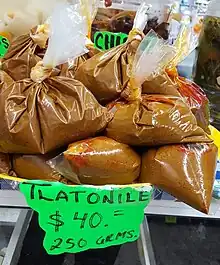 TLATONILE
$ 40.=
250 GRMS.